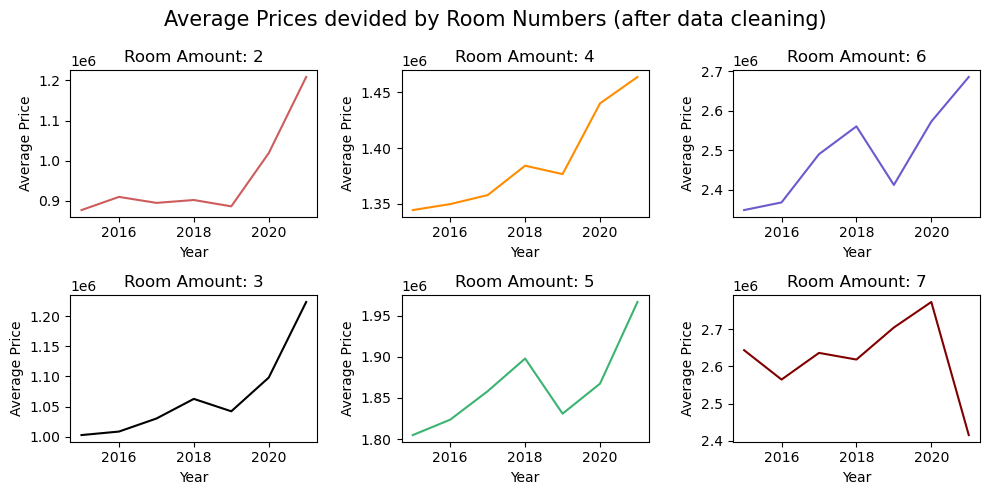 Average Prices devided by Room Numbers (after data cleaning)
Room Amount: 2
1e6
Average Price
1.2
1.1
1.0
0.9
2016
2018
2020
Year
Room Amount: 4
1e6
Average Price
1.45
1.40
1.35
2016
2018
2020
Year
Room Amount: 6
1e6
Average Price
2.7
2.6
2.5
2.4
2016
2018
2020
Year
Room Amount: 3
1e6
Average Price
1.20
1.15
1.10
1.05
1.00
2016
2018
2020
Year
Room Amount: 5
1e6
Average Price
1.95
1.90
1.85
1.80
2016
2018
2020
Year
Room Amount: 7
1e6
Average Price
2.7
2.6
2.5
2.4
2016
2018
2020
Year